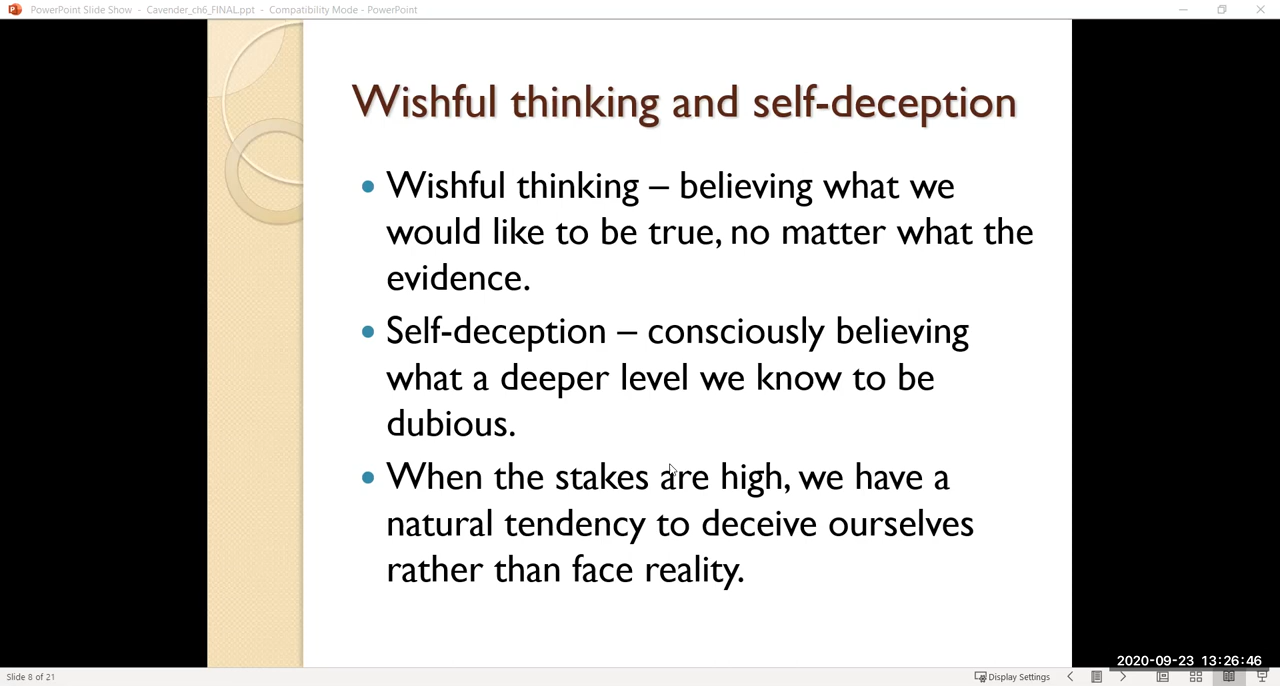 PowerPoint Slide Show - Cavender_ch6_FINAL.ppt - Compatibility Mode - PowerPoint
Wishful thinking and self-deception
• Wishful thinking – believing what we
would like to be true, no matter what the
evidence.
• Self-deception – consciously believing
what a deeper level we know to be
dubious.
• When the stakes are high, we have a
natural tendency to deceive ourselves
rather than face reality.
2020-09-23 13:26:46
Slide 8 of 21 Display Settings